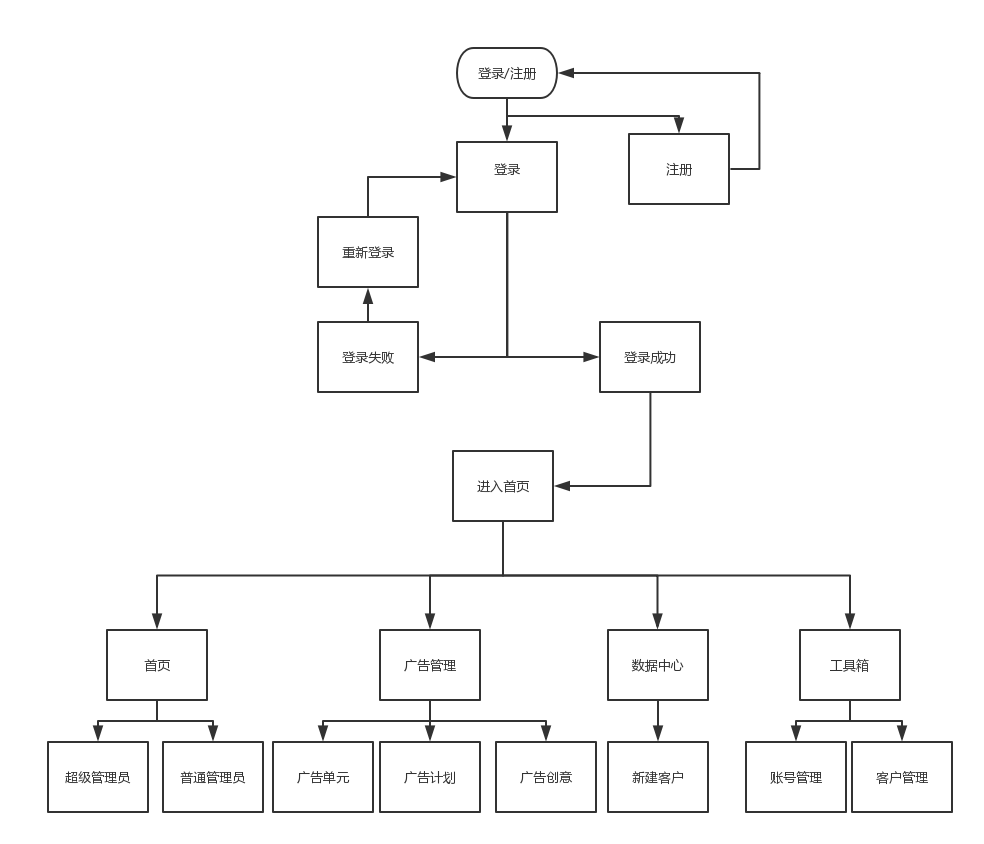 登录/注册
登录
注册
重新登录
登录失败
登录成功
进入首页
首页
广告管理
数据中心
工具箱
超级管理员
普通管理员
广告单元
广告计划
广告创意
新建客户
账号管理
客户管理